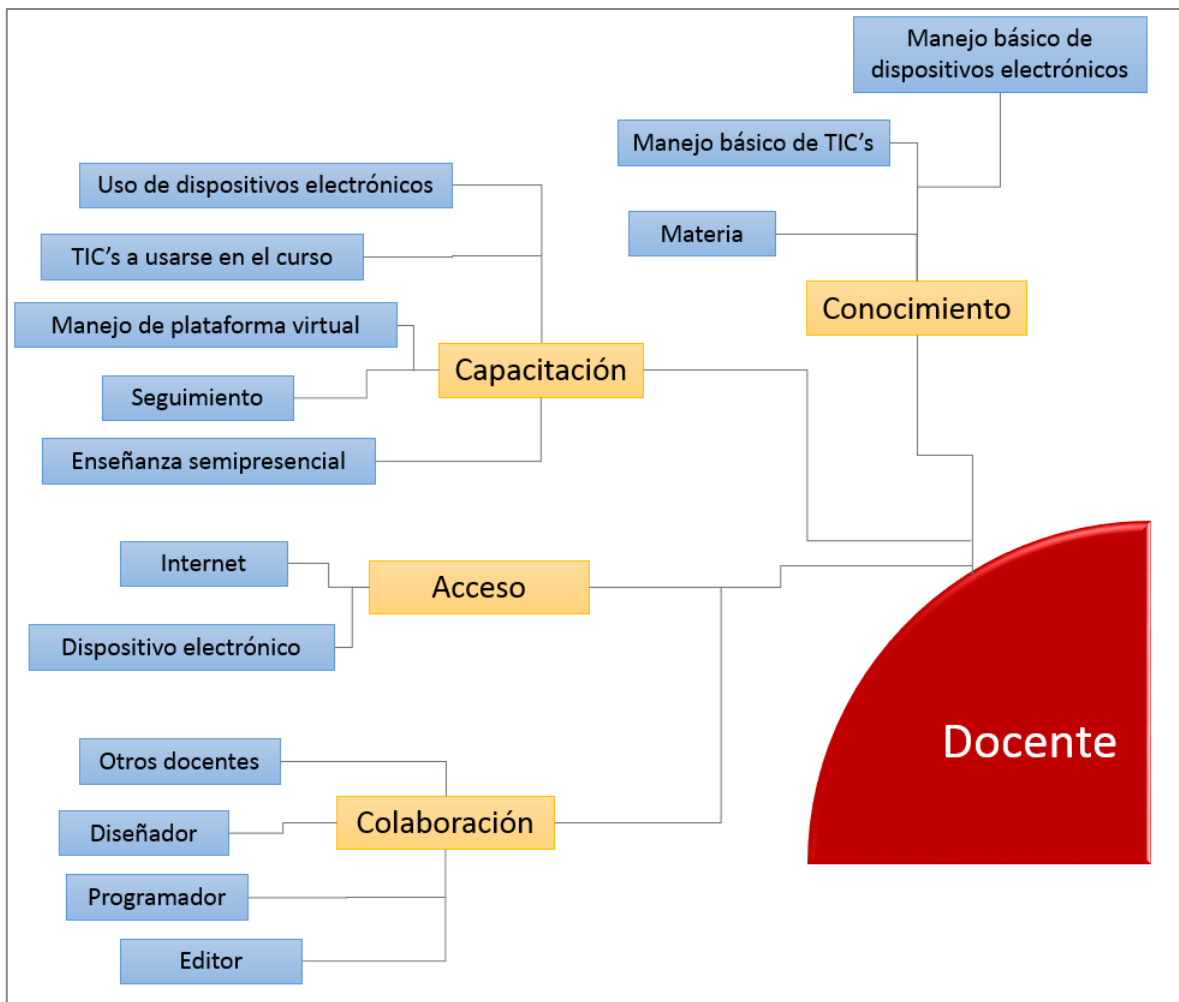 Manejo básico de
dispositivos electrónicos
Manejo básico de TIC's
Materia
Conocimiento
Uso de dispositivos electrónicos
TIC's a usarse en el curso
Manejo de plataforma virtual
Seguimiento
Enseñanza semipresencial
Capacitación
Internet
Dispositivo electrónico
Acceso
Otros docentes
Diseñador
Programador
Editor
Colaboración
Docente